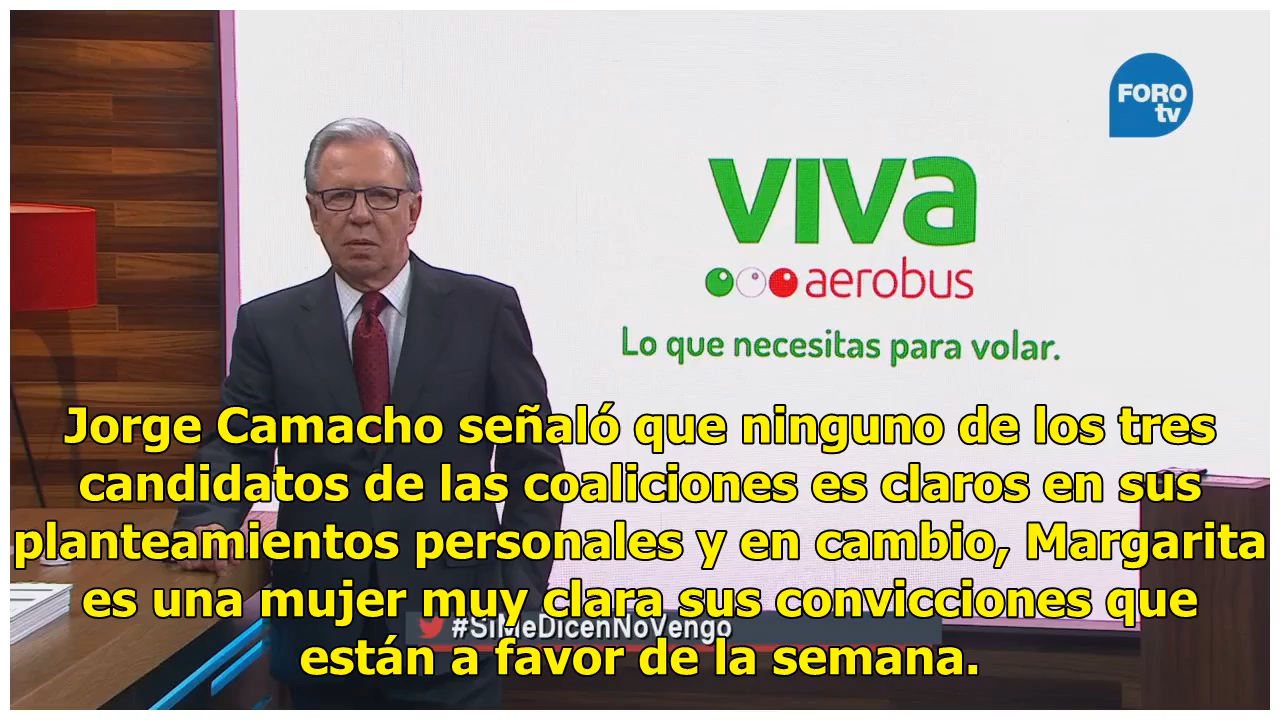 FORO
tv
VIVa
aerobus
Lo que necesitas para volar.
Jorge Camacho señaló que ninguno de los tres
candidatos de las coaliciones es claros en sus
planteamientos personales y en cambio, Margarita
es una mujer muy clara sus convicciones que
#SiMeDicenNoVengo
están a favor de la semana.